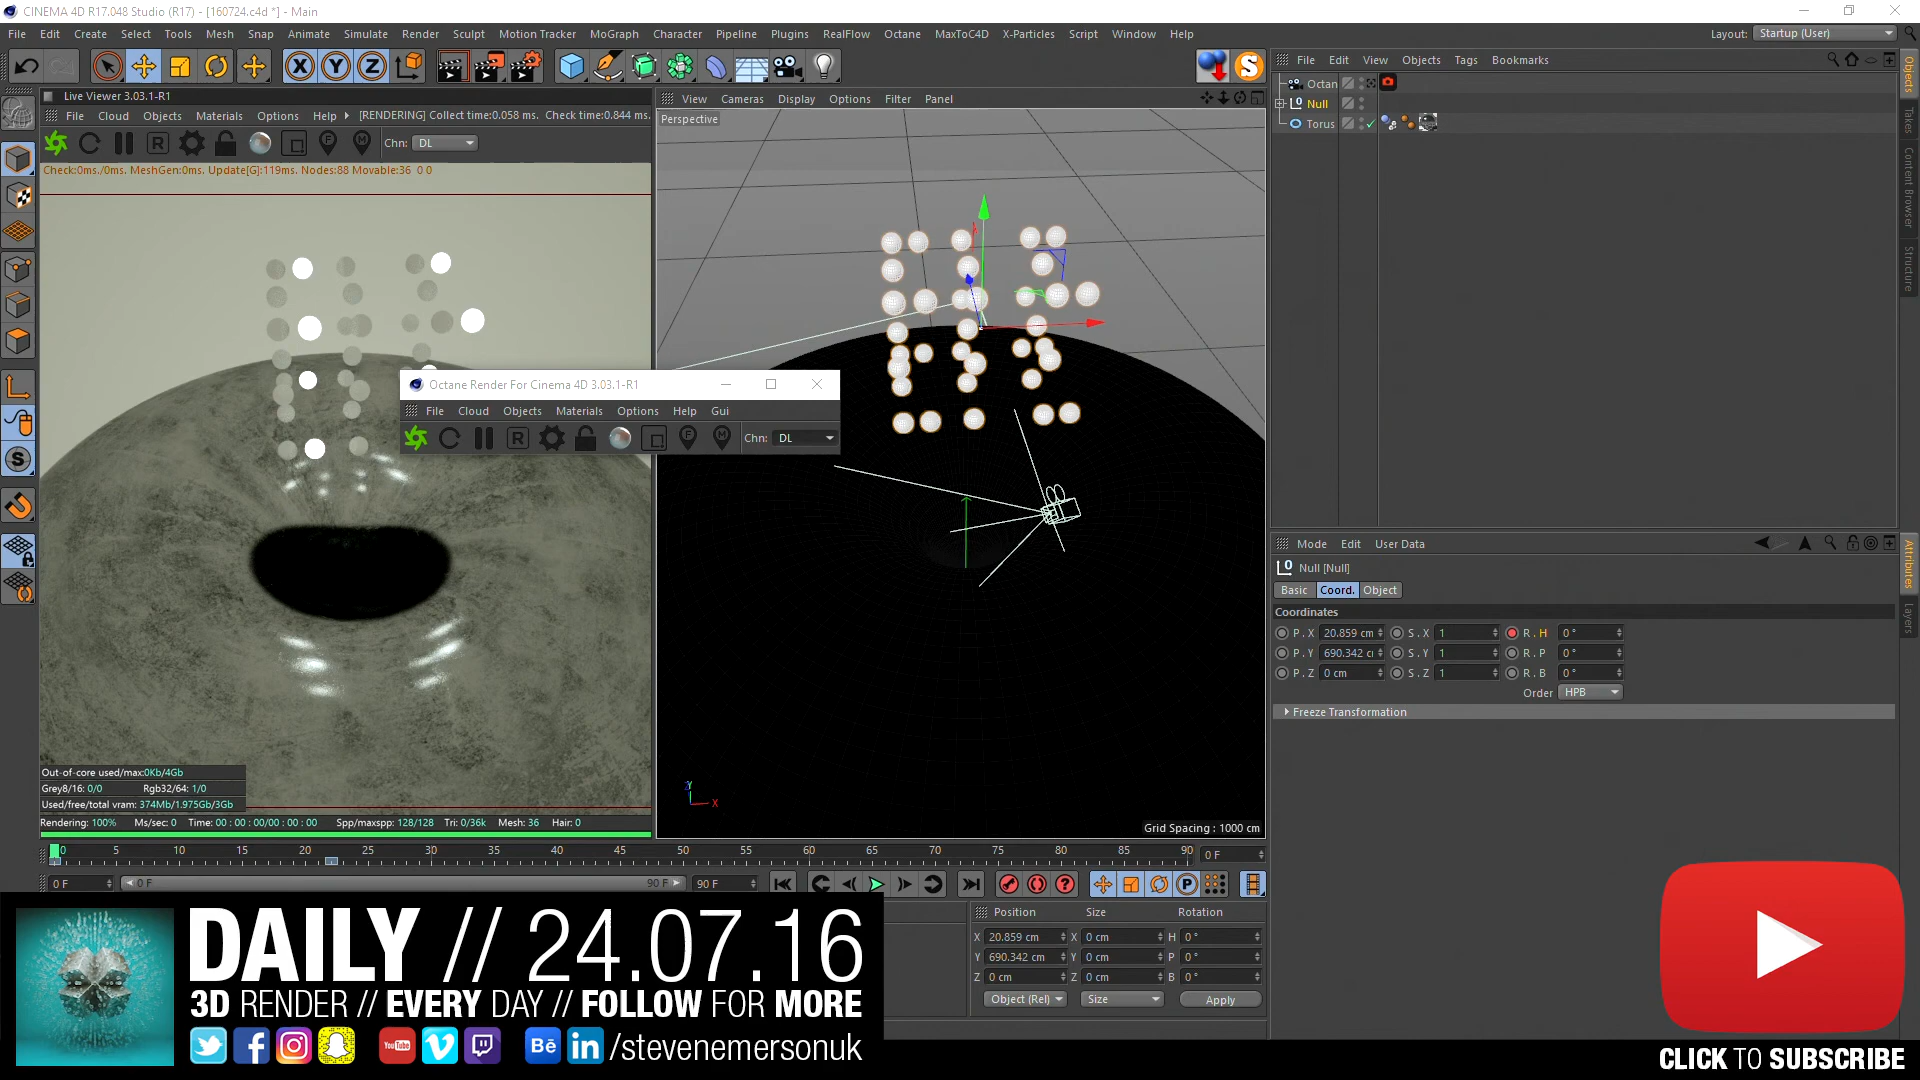 CINEMA 4D R17.048 Studio (R17) - [160724.c4d *] - Main
File Edit Create Select Tools Mesh Snap Animate Simulate Render Sculpt Motion Tracker MoGraph Character Pipeline Plugins RealFlow Octane MaxToC4D X-Particles Script Window Help Layout: Startup (User)
Live Viewer 3.03.1-R1
File Cloud Objects Materials Options Help [RENDERING] Collect time:0.058 ms. Check time:0.844 ms.
Chn: DL
Check:0ms./0ms. MeshGen:0ms. Update[G]:119ms. Nodes:88 Movable:36 0 0
View Cameras Display Options Filter Panel
Perspective
Octane Render For Cinema 4D 3.03.1-R1
File Cloud Objects Materials Options Help Gui
Chn: DL
Y
X
Grid Spacing : 1000 cm
Out-of-core used/max:0Kb/4Gb
Grey8/16: 0/0 Rgb32/64: 1/0
Used/free/total vram: 374Mb/1.975Gb/3Gb
Rendering: 100% Ms/sec: 0 Time: 00 : 00 : 00/00 : 00 : 00 Spp/maxspp: 128/128 Tri: 0/36k Mesh: 36 Hair: 0
0 5 10 15 20 25 30 35 40 45 50 55 60 65 70 75 80 85 90 0 F
0 F 0 F 90 F 90 F
File Edit View Objects Tags Bookmarks
Octan
Null
Torus
Objects
Takes
Content Browser
Structure
Mode Edit User Data
Null [Null]
Basic Coord. Object
Coordinates
P . X 20.859 cm S . X 1 R . H 0 °
P . Y 690.342 c S . Y 1 R . P 0 °
P . Z 0 cm S . Z 1 R . B 0 °
Order HPB
Freeze Transformation
Attributes
Layers
Position Size Rotation
X 20.859 cm X 0 cm H 0 °
Y 690.342 cm Y 0 cm P 0 °
Z 0 cm Z 0 cm B 0 °
Object (Rel) Size Apply
DAILY // 24.07.16
3D RENDER // EVERY DAY // FOLLOW FOR MORE
You Tube Bē in /stevenemersonuk
CLICK TO SUBSCRIBE